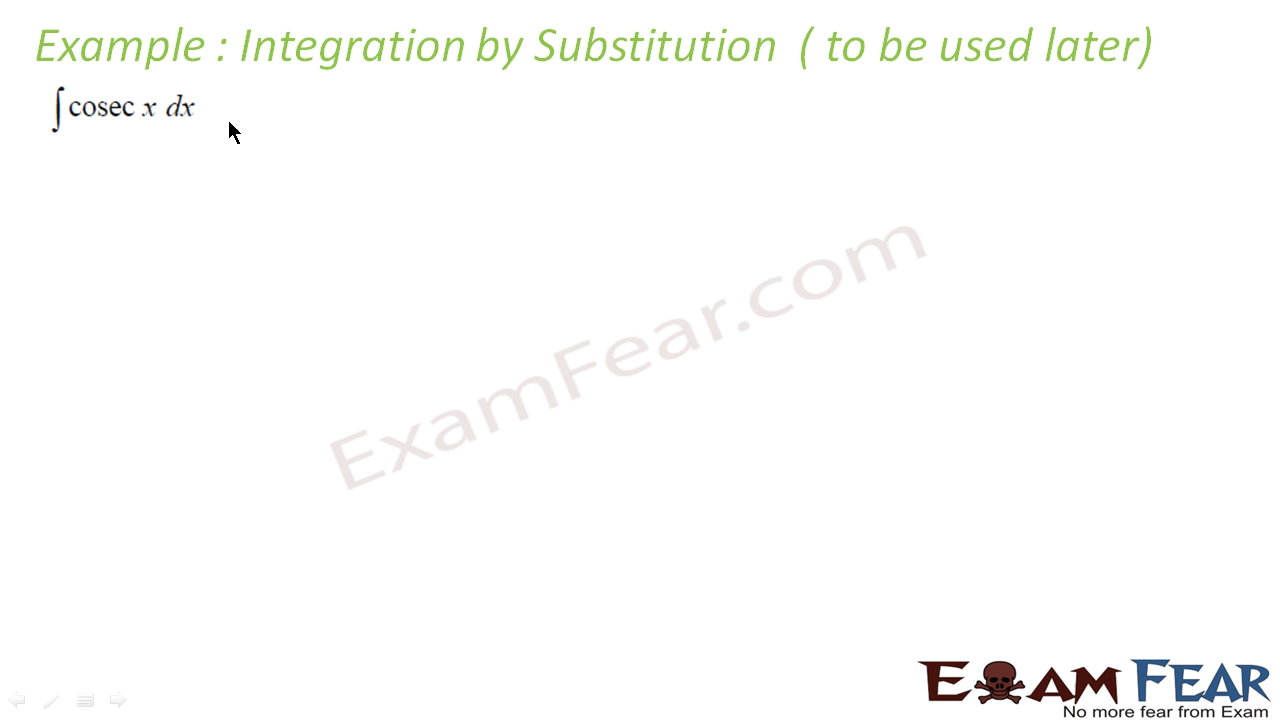 Example : Integration by Substitution ( to be used later)
∫ cosec x dx
ExamFear.com
EXAM FEAR
No more fear from Exam